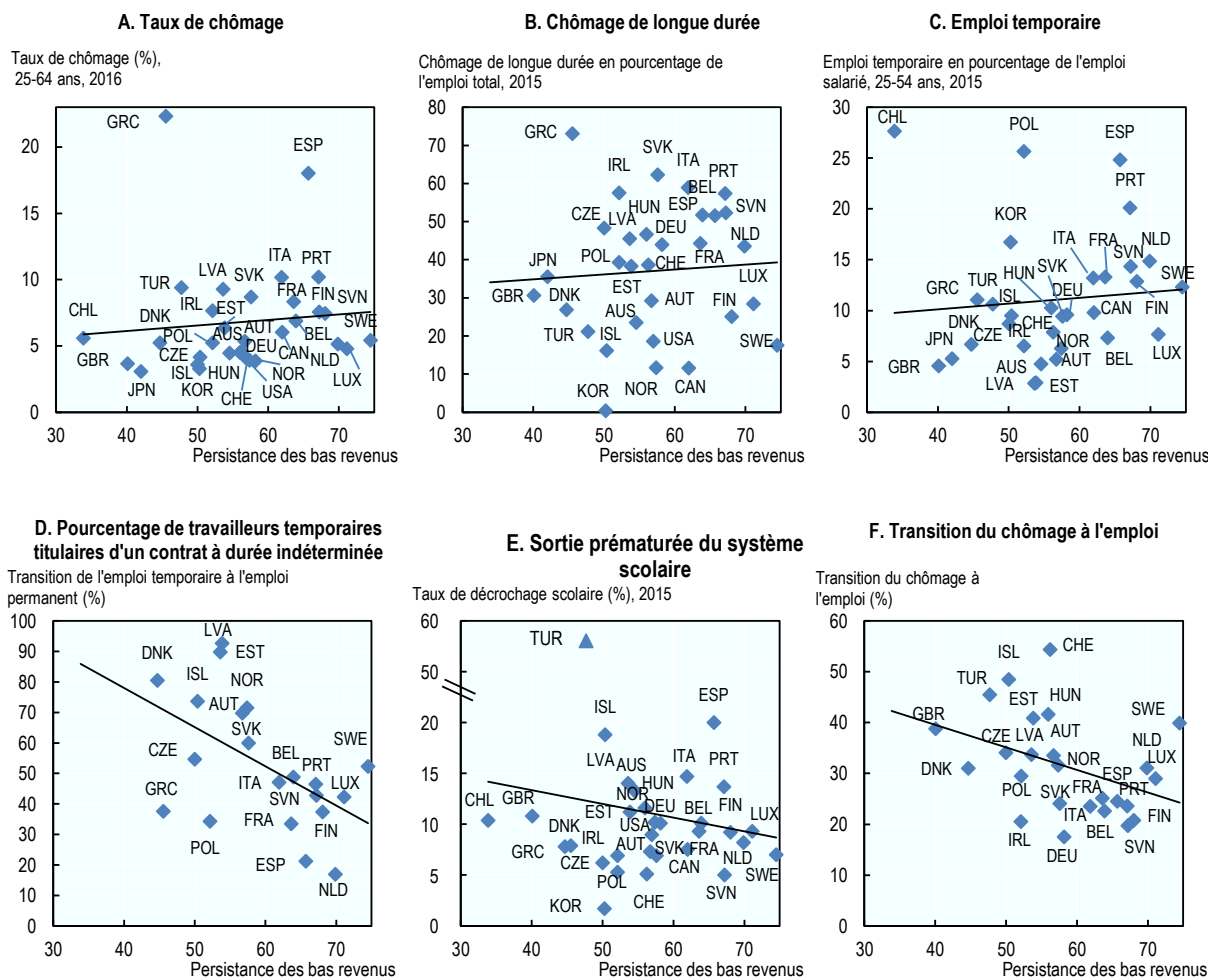 A. Taux de chômage
Taux de chômage (%),
25-64 ans, 2016
20
15
10
5
0
30 40 50 60 70
GRC
ESP
ITA
PRT
TUR
LVA
SVK
FRA
FIN
SVN
IRL
EST
CHL
DNK
POL
AUS
AUT
BEL
SWE
GBR
CZE
DEU
CAN
NLD
JPN
ISL
HUN
NOR
LUX
KOR
CHE
USA
Persistance des bas revenus
B. Chômage de longue durée
Chômage de longue durée en pourcentage de
l'emploi total, 2015
80
70
60
50
40
30
20
10
0
30 40 50 60 70
GRC
SVK
IRL
ITA
PRT
BEL
CZE
LVA
HUN
ESP
SVN
DEU
NLD
JPN
POL
CHE
FRA
EST
LUX
GBR
DNK
AUS
AUT
FIN
TUR
ISL
USA
SWE
KOR
NOR
CAN
Persistance des bas revenus
C. Emploi temporaire
Emploi temporaire en pourcentage de l'emploi
salarié, 25-54 ans, 2015
30
25
20
15
10
5
0
30 40 50 60 70
CHL
POL
ESP
PRT
KOR
ITA
FRA
NLD
SVN
SVK
HUN
TUR
SWE
GRC
ISL
DEU
CAN
FIN
DNK
CZE
IRL
CHE
JPN
NOR
GBR
AUS
AUT
BEL
LUX
LVA
EST
Persistance des bas revenus
D. Pourcentage de travailleurs temporaires
titulaires d'un contrat à durée indéterminée
Transition de l'emploi temporaire à l'emploi
permanent (%)
100
90
80
70
60
50
40
30
20
10
0
30 40 50 60 70
LVA
DNK
EST
ISL
NOR
AUT
SVK
CZE
BEL
SWE
PRT
GRC
ITA
LUX
SVN
FRA
FIN
POL
ESP
NLD
Persistance des bas revenus
E. Sortie prématurée du système
scolaire
Taux de décrochage scolaire (%), 2015
60
50
20
15
10
5
0
30 40 50 60 70
TUR
ISL
ESP
LVA
AUS
ITA
PRT
HUN
NOR
CHL
GBR
EST
DEU
BEL
FIN
LUX
DNK
IRL
USA
GRC
CZE
AUT
SVK
FRA
NLD
CAN
SWE
POL
KOR
CHE
SVN
Persistance des bas revenus
F. Transition du chômage à l'emploi
Transition du chômage à
l'emploi (%)
60
50
40
30
20
10
0
30 40 50 60 70
CHE
ISL
TUR
EST
HUN
GBR
SWE
CZE
LVA
AUT
NOR
NLD
LUX
DNK
POL
SVK
FRA
ESP
PRT
IRL
ITA
BEL
DEU
SVN
FIN
Persistance des bas revenus